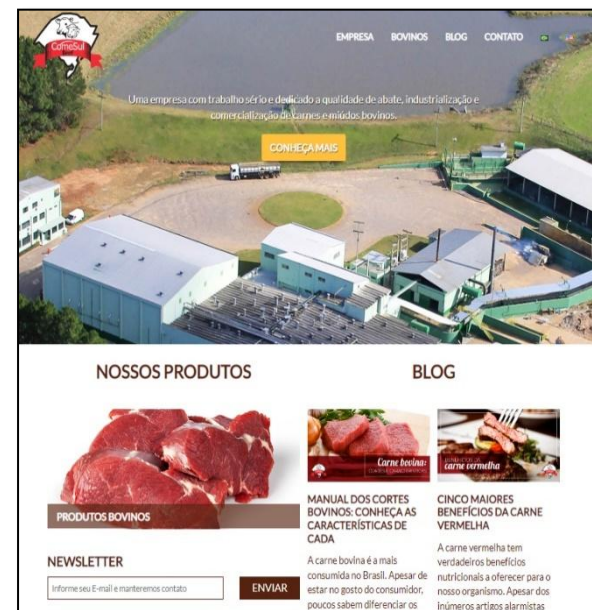 CarneSul
EMPRESA BOVINOS BLOG CONTATO
Uma empresa com trabalho sério e dedicado a qualidade de abate, industrialização e
comercialização de carnes e miúdos bovinos.
CONHEÇA MAIS
NOSSOS PRODUTOS
PRODUTOS BOVINOS
NEWSLETTER
Informe seu E-mail e manteremos contato
ENVIAR
BLOG
Carne bovina:
MANUAL DOS CORTES
BOVINOS: CONHEÇA AS
CARACTERÍSTICAS DE
CADA
A carne bovina é a mais
consumida no Brasil. Apesar de
estar no gosto do consumidor,
poucos sabem diferenciar os
carne vermelha
CINCO MAIORES
BENEFÍCIOS DA CARNE
VERMELHA
A carne vermelha tem
verdadeiros benefícios
nutricionais a oferecer para o
nosso organismo. Apesar dos
inúmeros artigos alarmistas